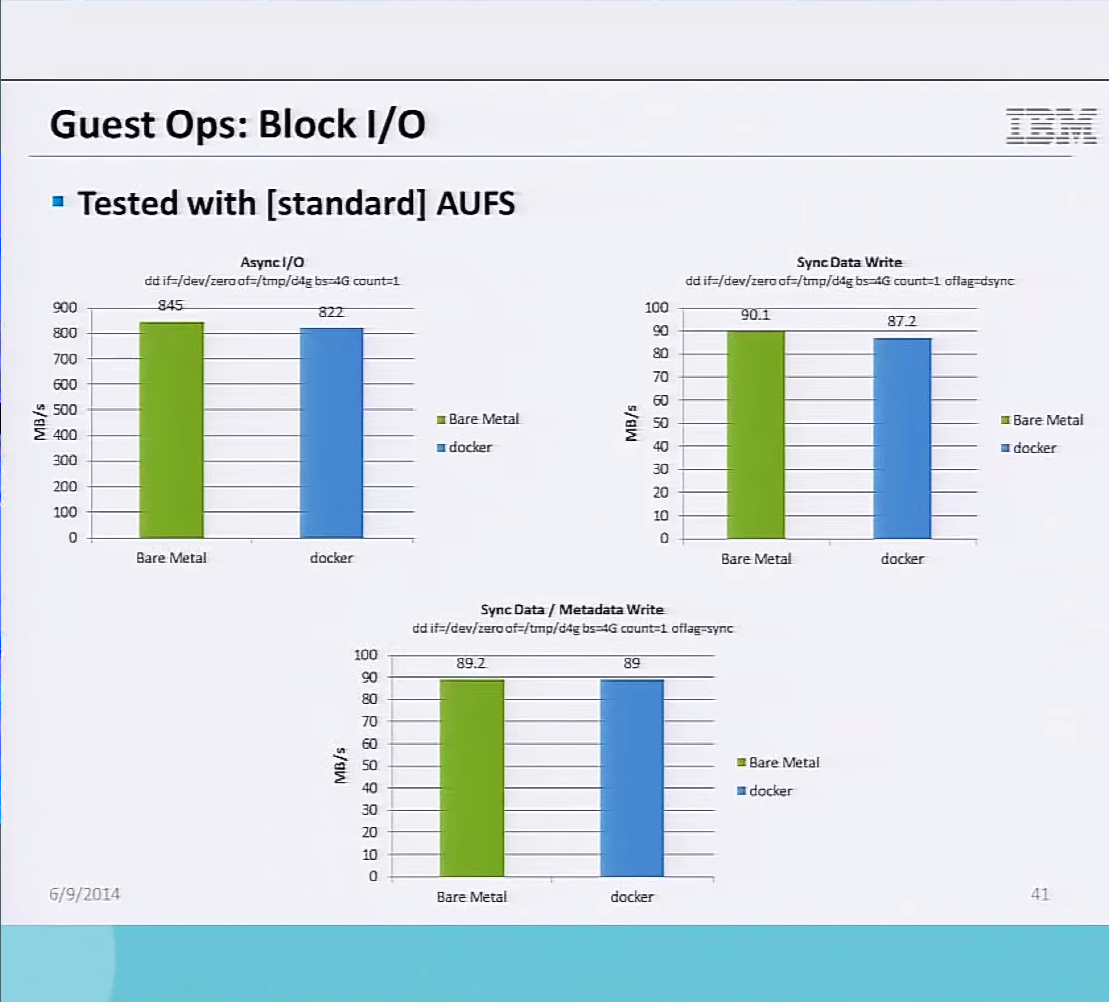 Guest Ops: Block I/O
IBM
Tested with [standard] AUFS
Async I/O
dd if=/dev/zero of=/tmp/d4g bs=4G count=1
900
800
700
600
500
400
300
200
100
0
MB/s
845
822
Bare Metal
docker
Bare Metal
docker
Sync Data Write
dd if=/dev/zero of=/tmp/d4g bs=4G count=1 oflag=dsync
100
90
80
70
60
50
40
30
20
10
0
MB/s
90.1
87.2
Bare Metal
docker
Bare Metal
docker
Sync Data / Metadata Write
dd if=/dev/zero of=/tmp/d4g bs=4G count=1 oflag=sync
100
90
80
70
60
50
40
30
20
10
0
MB/s
89.2
89
Bare Metal
docker
Bare Metal
docker
6/9/2014
41